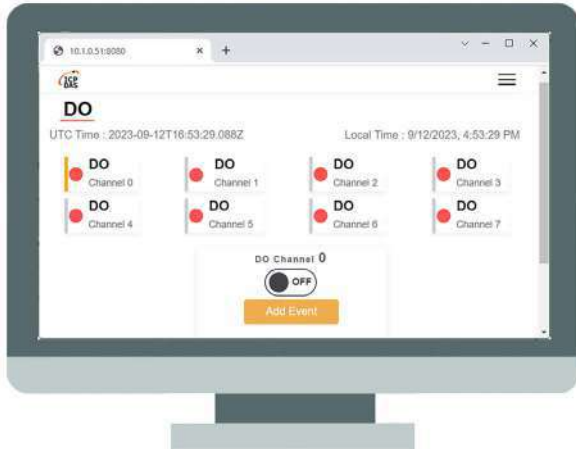 10.1.0.51:8080
ICP
DAS
DO
UTC Time : 2023-09-12T16:53:29.088Z Local Time : 9/12/2023, 4:53:29 PM
DO DO DO DO
Channel 0 Channel 1 Channel 2 Channel 3
DO DO DO DO
Channel 4 Channel 5 Channel 6 Channel 7
DO Channel 0
OFF
Add Event